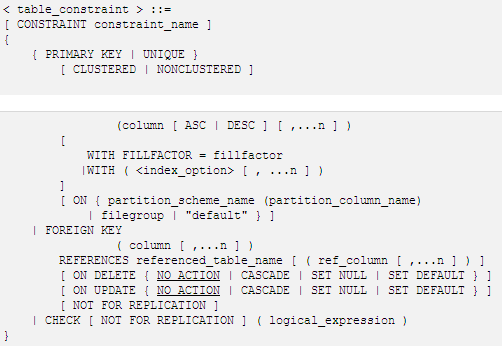 < table_constraint > ::=
[ CONSTRAINT constraint_name ]
{
{ PRIMARY KEY | UNIQUE }
[ CLUSTERED | NONCLUSTERED ]
(column [ ASC | DESC ] [ ,...n ] )
[
WITH FILLFACTOR = fillfactor
|WITH ( <index_option> [ , ...n ] )
]
[ ON { partition_scheme_name (partition_column_name)
| filegroup | "default" } ]
| FOREIGN KEY
( column [ ,...n ] )
REFERENCES referenced_table_name [ ( ref_column [ ,...n ] ) ]
[ ON DELETE { NO ACTION | CASCADE | SET NULL | SET DEFAULT } ]
[ ON UPDATE { NO ACTION | CASCADE | SET NULL | SET DEFAULT } ]
[ NOT FOR REPLICATION ]
| CHECK [ NOT FOR REPLICATION ] ( logical_expression )
}